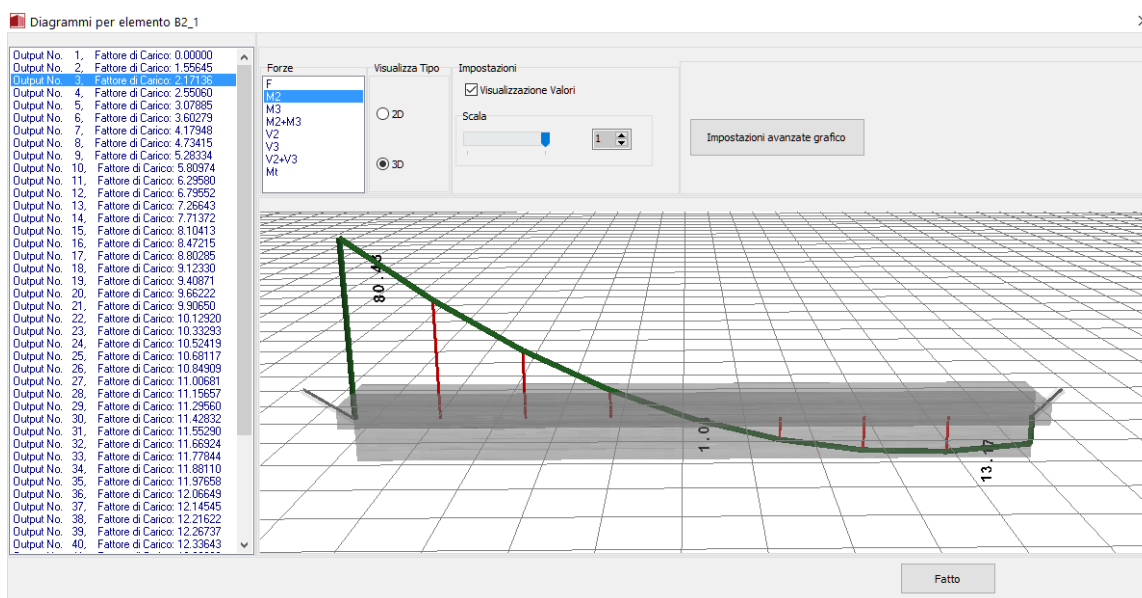 Diagrammi per elemento B2_1
Output No. 1, Fattore di Carico: 0.00000
Output No. 2, Fattore di Carico: 1.55645
Output No. 3, Fattore di Carico: 2.17136
Output No. 4, Fattore di Carico: 2.55060
Output No. 5, Fattore di Carico: 3.07885
Output No. 6, Fattore di Carico: 3.60279
Output No. 7, Fattore di Carico: 4.17948
Output No. 8, Fattore di Carico: 4.73415
Output No. 9, Fattore di Carico: 5.28334
Output No. 10, Fattore di Carico: 5.80974
Output No. 11, Fattore di Carico: 6.29580
Output No. 12, Fattore di Carico: 6.79552
Output No. 13, Fattore di Carico: 7.26643
Output No. 14, Fattore di Carico: 7.71372
Output No. 15, Fattore di Carico: 8.10413
Output No. 16, Fattore di Carico: 8.47215
Output No. 17, Fattore di Carico: 8.80285
Output No. 18, Fattore di Carico: 9.12330
Output No. 19, Fattore di Carico: 9.40871
Output No. 20, Fattore di Carico: 9.66222
Output No. 21, Fattore di Carico: 9.90650
Output No. 22, Fattore di Carico: 10.12920
Output No. 23, Fattore di Carico: 10.33293
Output No. 24, Fattore di Carico: 10.52419
Output No. 25, Fattore di Carico: 10.68117
Output No. 26, Fattore di Carico: 10.84909
Output No. 27, Fattore di Carico: 11.00681
Output No. 28, Fattore di Carico: 11.15657
Output No. 29, Fattore di Carico: 11.29560
Output No. 30, Fattore di Carico: 11.42832
Output No. 31, Fattore di Carico: 11.55290
Output No. 32, Fattore di Carico: 11.66924
Output No. 33, Fattore di Carico: 11.77844
Output No. 34, Fattore di Carico: 11.88110
Output No. 35, Fattore di Carico: 11.97658
Output No. 36, Fattore di Carico: 12.06649
Output No. 37, Fattore di Carico: 12.14545
Output No. 38, Fattore di Carico: 12.21622
Output No. 39, Fattore di Carico: 12.26737
Output No. 40, Fattore di Carico: 12.33643
Forze
F
M2
M3
M2+M3
V2
V3
V2+V3
Mt
Visualizza Tipo
2D
3D
Impostazioni
Visualizzazione Valori
Scala
1
Impostazioni avanzate grafico
13.17
Fatto